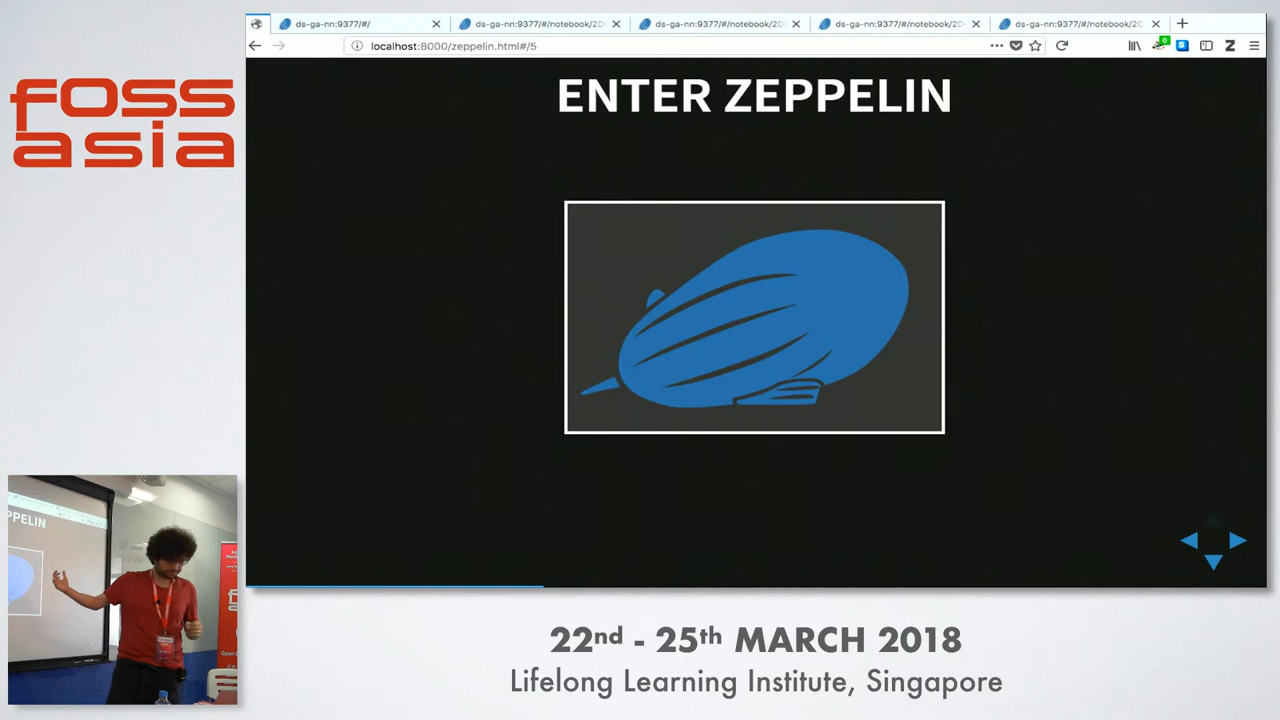 foss
asia
ds-ga-nn:9377/#/
ds-ga-nn:9377/#/notebook/2D
ds-ga-nn:9377/#/notebook/2D
ds-ga-nn:9377/#/notebook/2D
ds-ga-nn:9377/#/notebook/2C
localhost:8000/zeppelin.html#/5
0
S
Z
ENTER ZEPPELIN
PPELIN
22nd - 25th MARCH 2018
Lifelong Learning Institute, Singapore